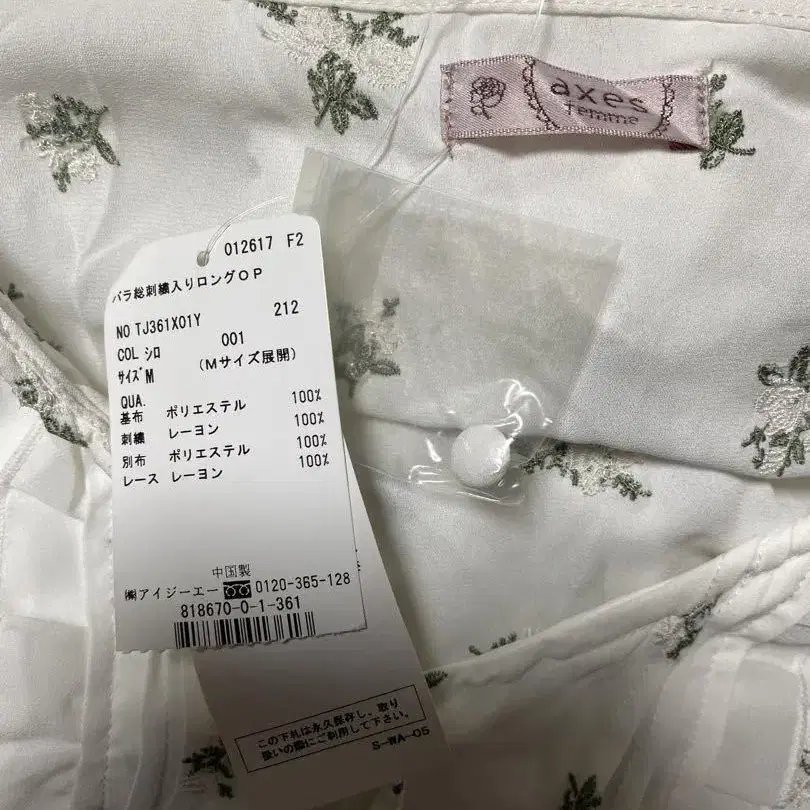 axes
femme
012617 F2
バラ総刺繍入りロングOP
NO TJ361X01Y 212
COL シロ 001
サイズ M (Mサイズ展開)
QUA.
基布 ポリエステル 100%
刺繍 レーヨン 100%
別布 ポリエステル 100%
レース レーヨン 100%
中国製
㈱アイジーエー 0120-365-128
818670-0-1-361
この下札は永久保存し、取り
扱いの際にご利用して下さい。
S-WA-05